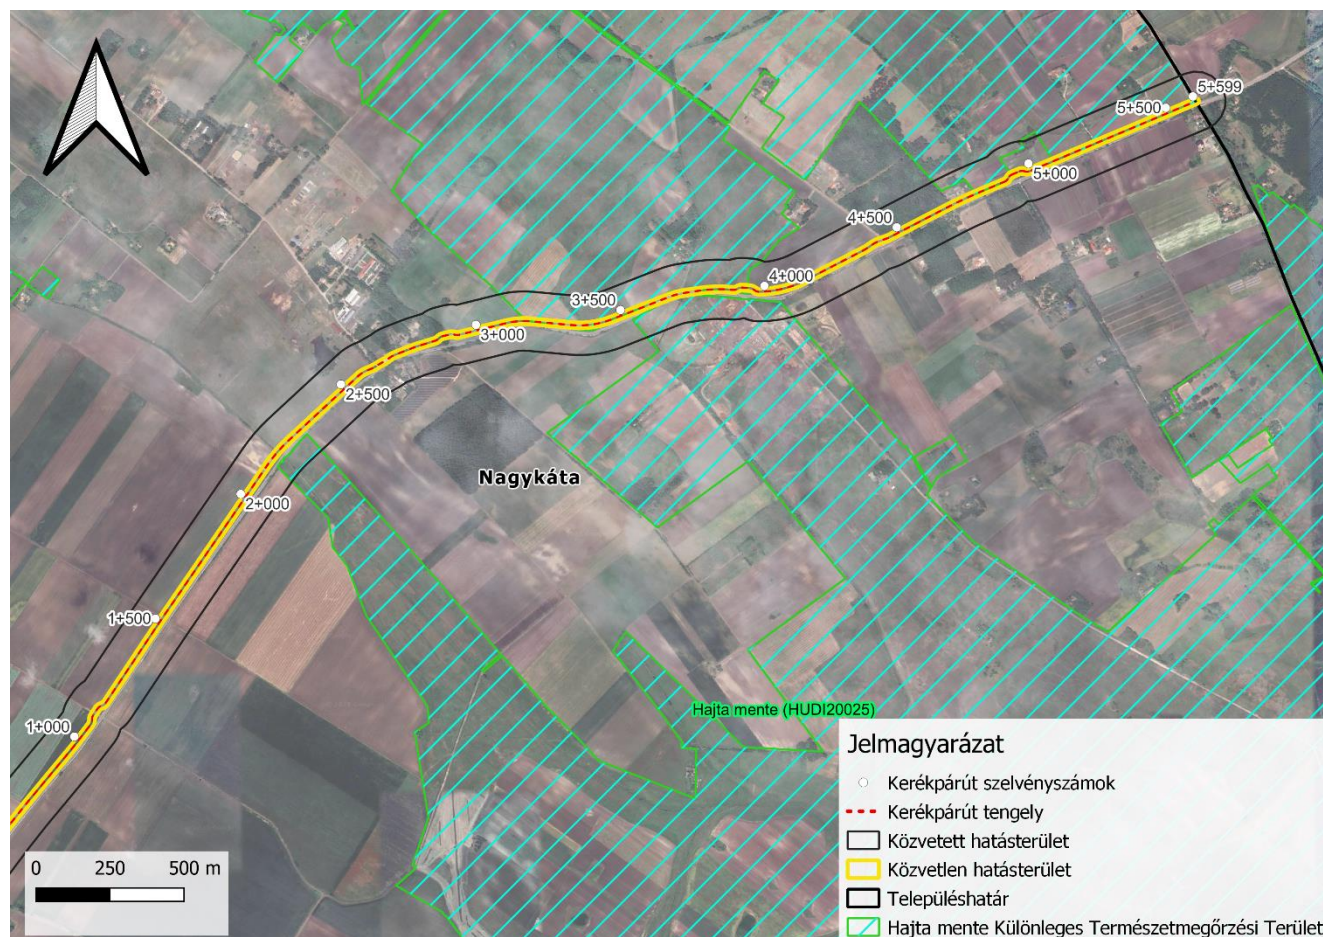 5+599
5+500
5+000
4+500
4+000
3+500
3+000
2+500
Nagykáta
2+000
1+500
Hajta mente (HUDI20025)
1+000
Jelmagyarázat
Kerékpárút szelvényszámok
Kerékpárút tengely
Közvetett hatásterület
Közvetlen hatásterület
Településhatár
Hajta mente Különleges Természetmegőrzési Terület
0 250 500 m